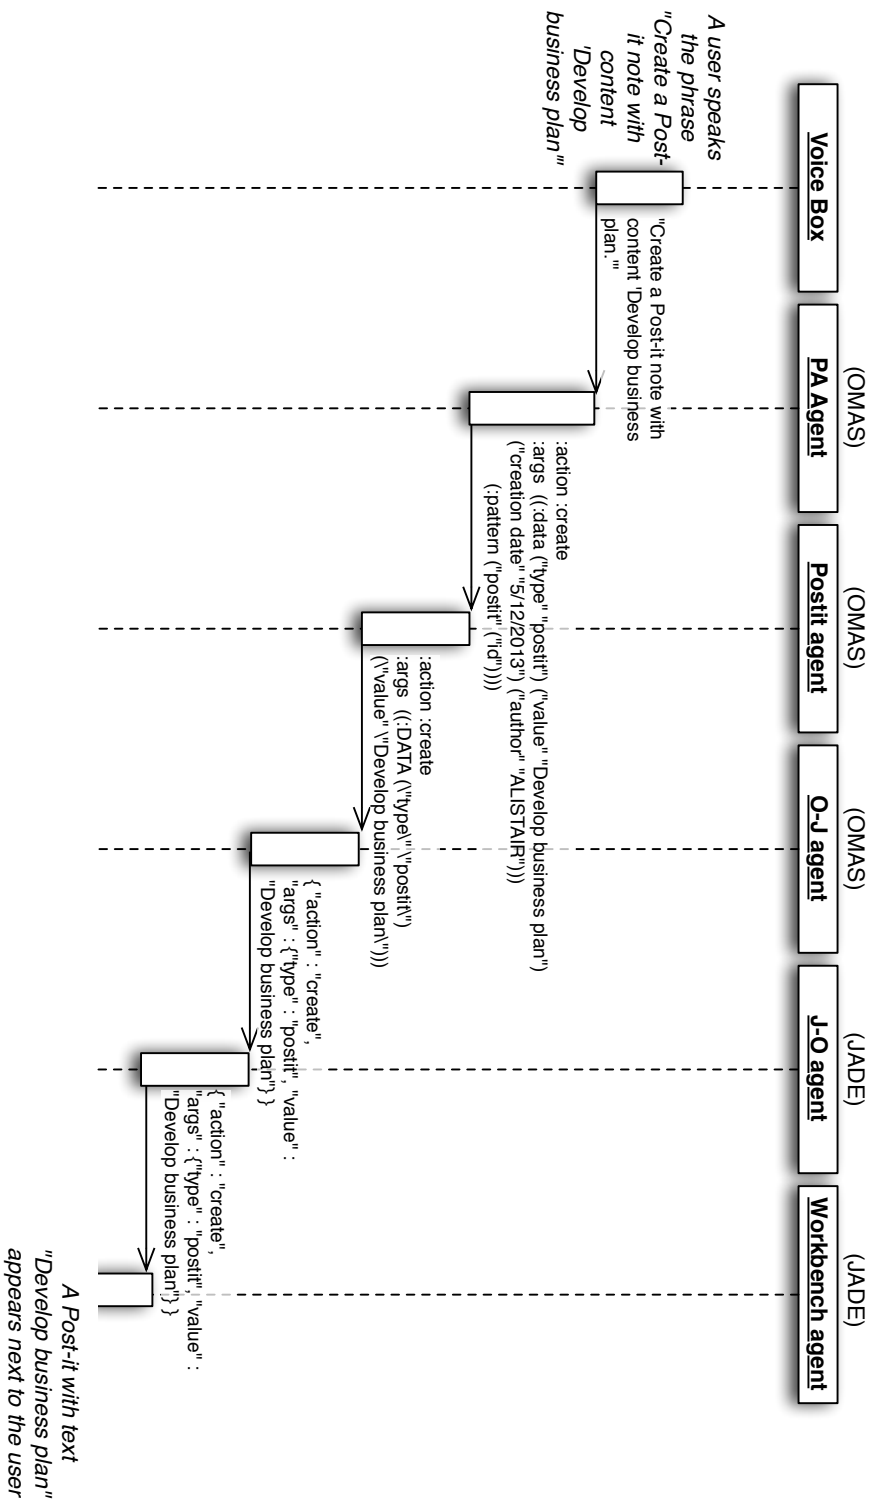 (OMAS)
(OMAS)
(OMAS)
(JADE)
(JADE)
Voice Box
PA Agent
Postit agent
O-J agent
J-O agent
Workbench agent
A user speaks
the phrase
"Create a Post-
it note with
content
'Develop
business plan'"
"Create a Post-it note with
content 'Develop business
plan.'"
:action :create
:args ((:data ("type" "postit") ("value" "Develop business plan")
("creation date" "5/12/2013") ("author" "ALISTAIR")))
(:pattern ("postit" ("id"))))
:action :create
:args ((:DATA (\"type\" \"postit\")
(\"value\" \"Develop business plan\")))
{ "action" : "create",
"args" : {"type" : "postit", "value" :
"Develop business plan"} }
{ "action" : "create",
"args" : {"type" : "postit", "value" :
"Develop business plan"} }
A Post-it with text
"Develop business plan"
appears next to the user